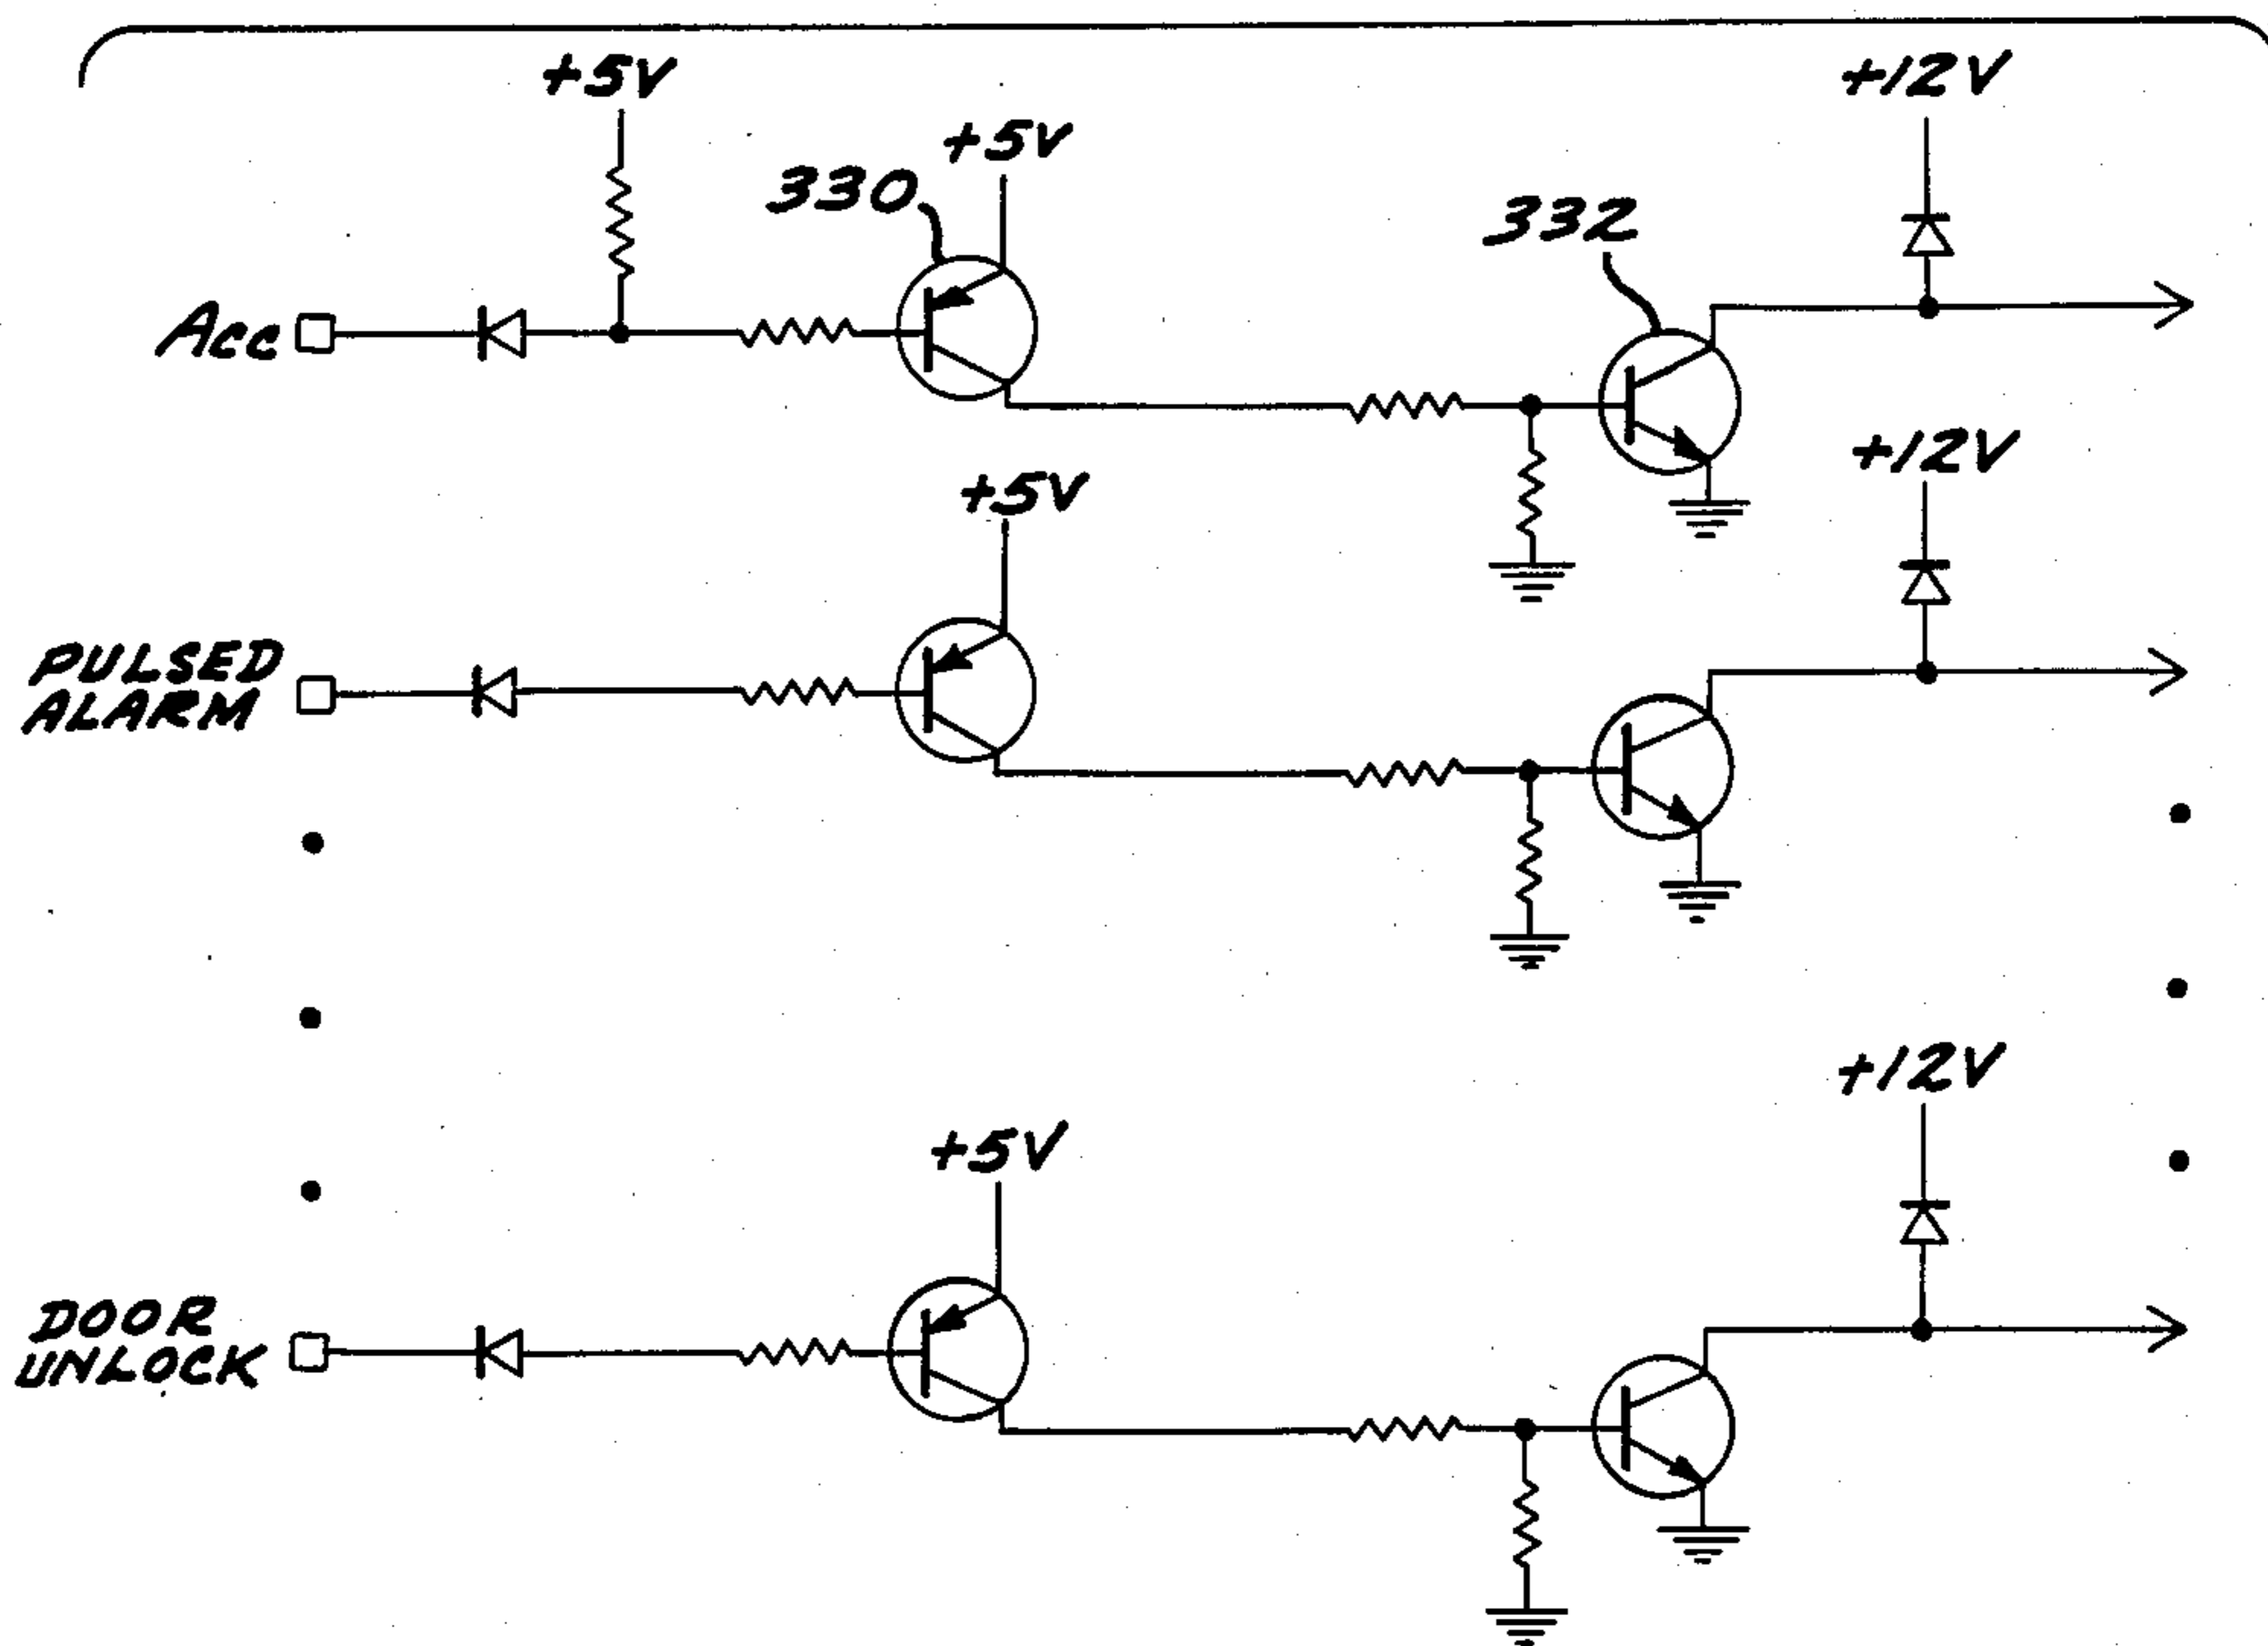 +5V
+12V
+5V
330
332
Acc
+12V
+5V
PULSED
ALARM
+12V
+5V
DOOR
UNLOCK